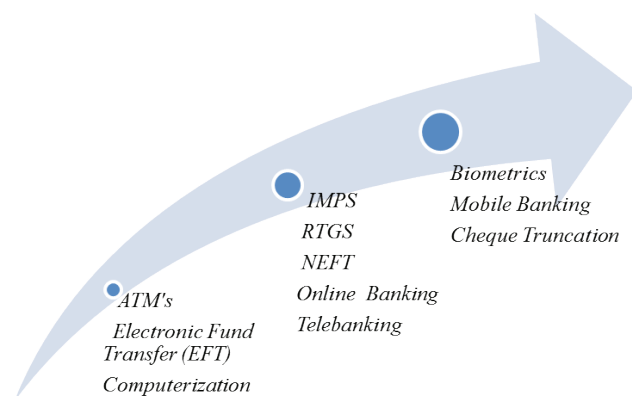 ATM's
Electronic Fund
Transfer (EFT)
Computerization
IMPS
RTGS
NEFT
Online Banking
Telebanking
Biometrics
Mobile Banking
Cheque Truncation